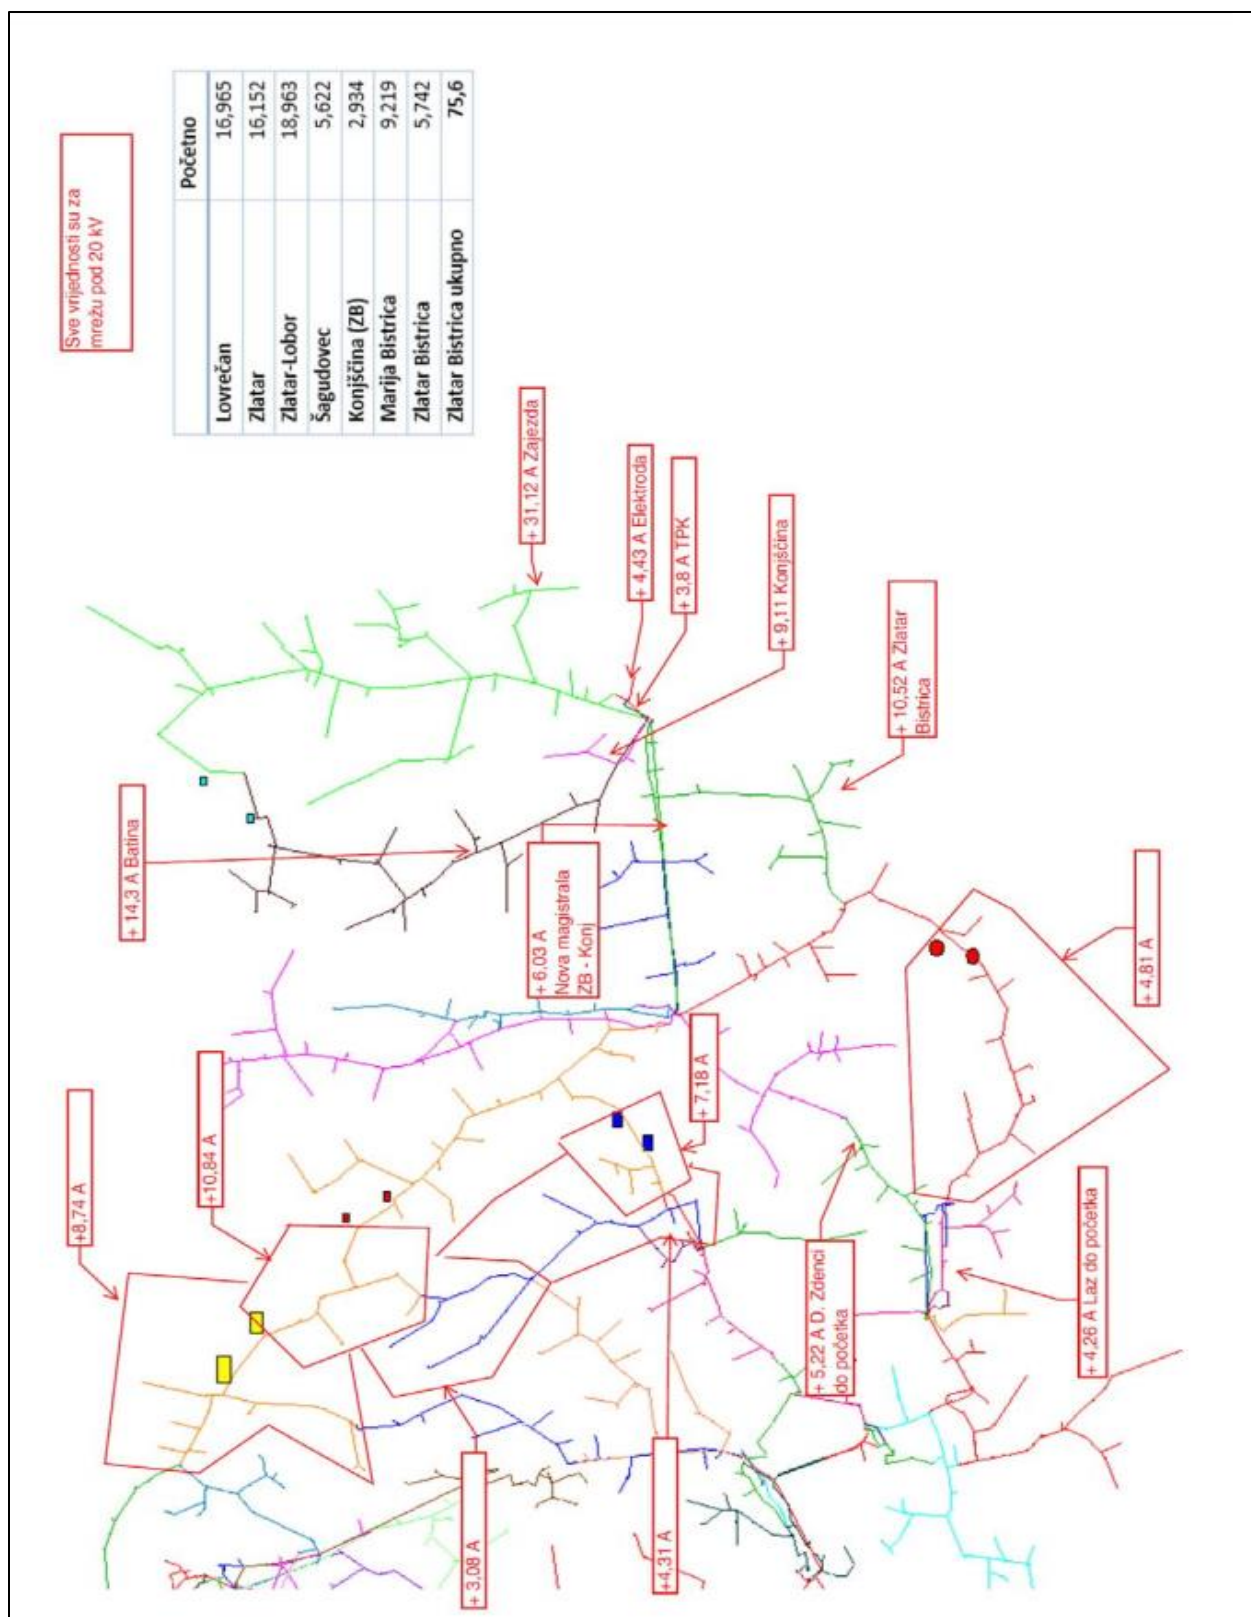 Sve vrijednosti su za
mrežu pod 20 kV
Početno
Lovrečan 16,965
Zlatar 16,152
Zlatar-Lobor 18,963
Šagudovec 5,622
Konjščina (ZB) 2,934
Marija Bistrica 9,219
Zlatar Bistrica 5,742
Zlatar Bistrica ukupno 75,6
+8,74 A
+10,84 A
+ 14,3 A Batina
+ 31,12 A Zajezda
+ 3,08 A
+ 6,03 A
Nova magistrala
ZB - Konj
+ 4,43 A Elektroda
+ 3,8 A TPK
+4,31 A
+ 7,18 A
+ 9,11 Konjščina
+ 5,22 A D. Zdenci
do početka
+ 10,52 A Zlatar
Bistrica
+ 4,26 A Laz do početka
+ 4,81 A